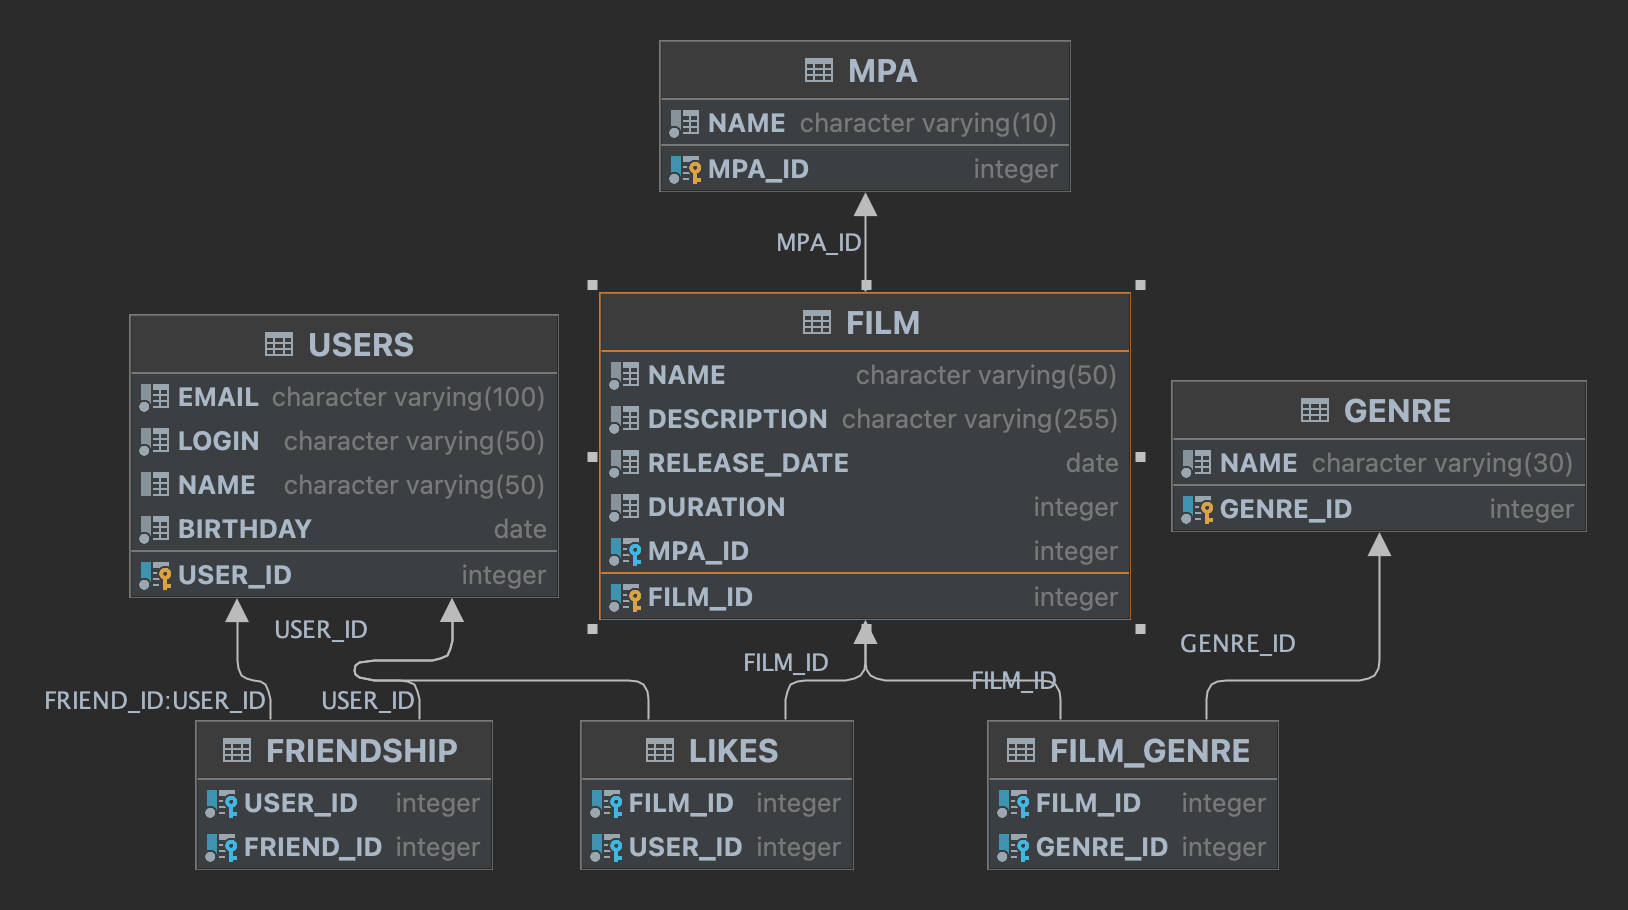 MPA
NAME character varying(10)
MPA_ID integer
MPA_ID
USERS
EMAIL character varying(100)
LOGIN character varying(50)
NAME character varying(50)
BIRTHDAY date
USER_ID integer
FILM
NAME character varying(50)
DESCRIPTION character varying(255)
RELEASE_DATE date
DURATION integer
MPA_ID integer
FILM_ID integer
GENRE
NAME character varying(30)
GENRE_ID integer
USER_ID
FILM_ID
FILM_ID
GENRE_ID
FRIEND_ID:USER_ID
USER_ID
FRIENDSHIP
USER_ID integer
FRIEND_ID integer
LIKES
FILM_ID integer
USER_ID integer
FILM_GENRE
FILM_ID integer
GENRE_ID integer